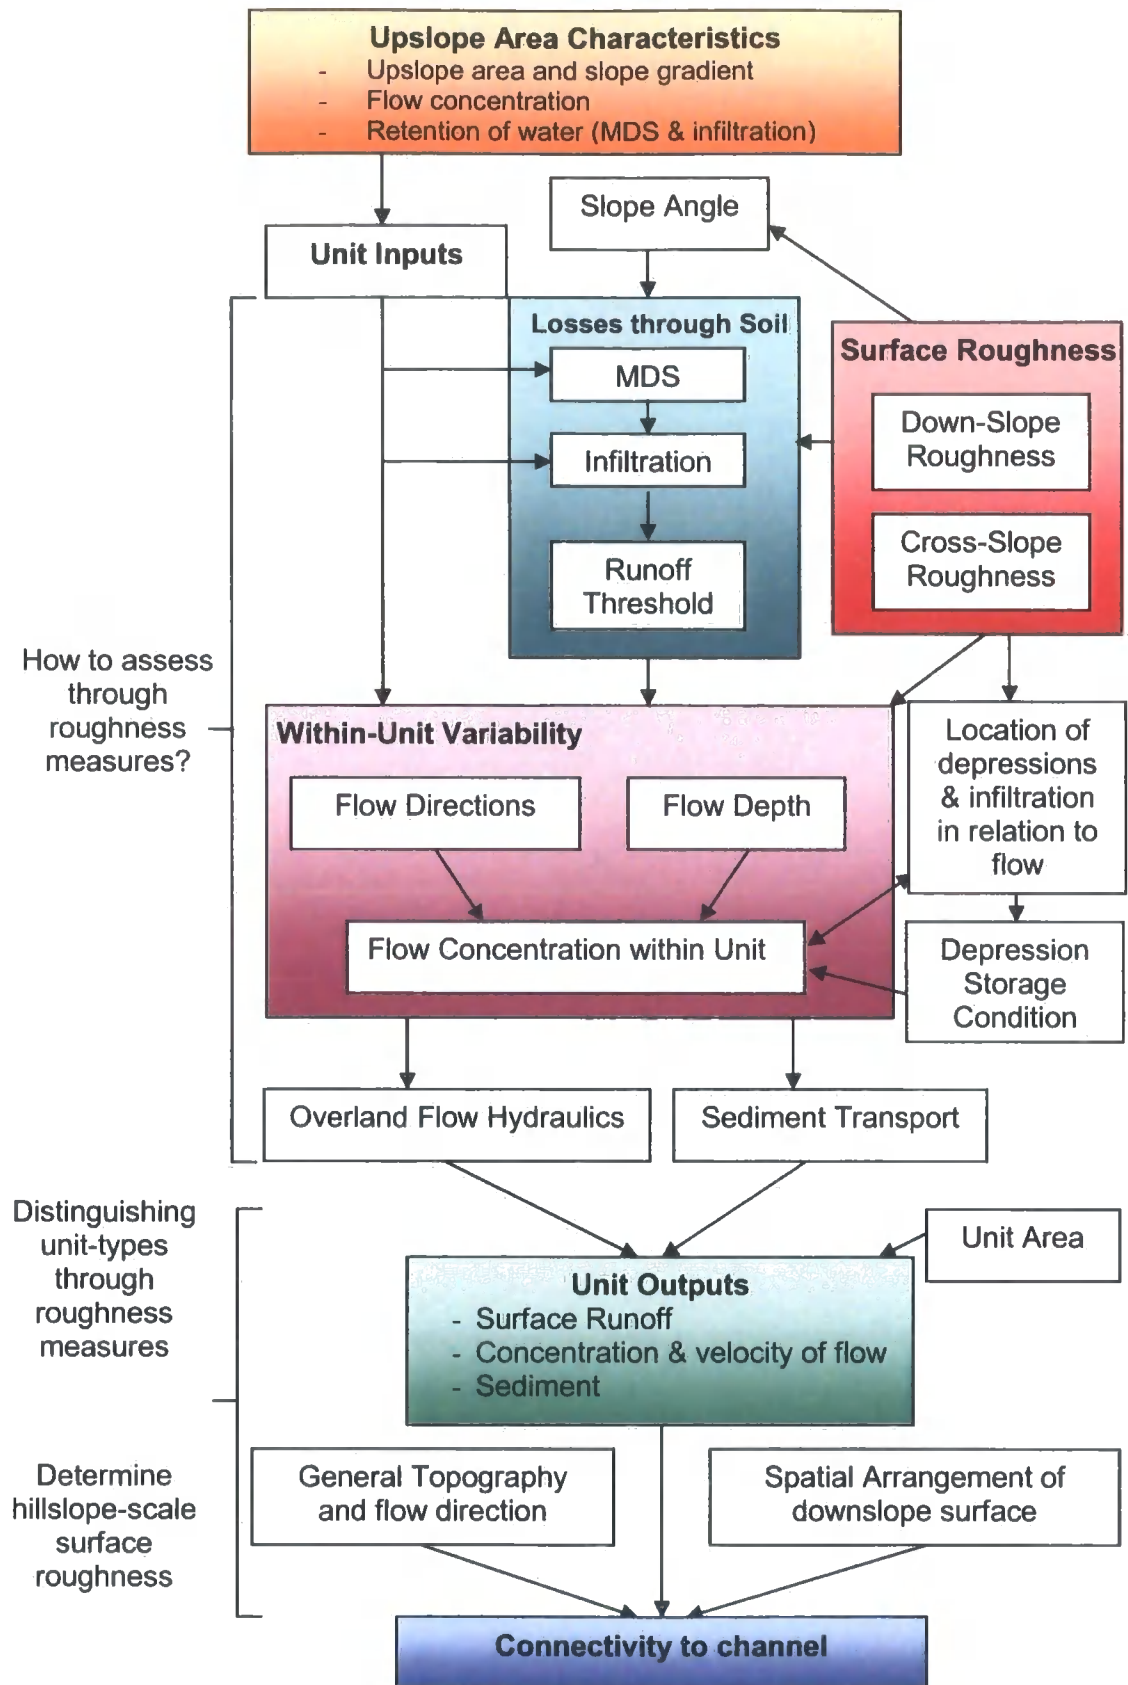 Upslope Area Characteristics
- Upslope area and slope gradient
- Flow concentration
- Retention of water (MDS & infiltration)
Slope Angle
Unit Inputs
Losses through Soil
MDS
Infiltration
Runoff
Threshold
Surface Roughness
Down-Slope
Roughness
Cross-Slope
Roughness
How to assess
through
roughness
measures?
Within-Unit Variability
Flow Directions
Flow Depth
Flow Concentration within Unit
Location of
depressions
& infiltration
in relation to
flow
Depression
Storage
Condition
Overland Flow Hydraulics
Sediment Transport
Distinguishing
unit-types
through
roughness
measures
Unit Area
Unit Outputs
- Surface Runoff
- Concentration & velocity of flow
- Sediment
Determine
hillslope-scale
surface
roughness
General Topography
and flow direction
Spatial Arrangement of
downslope surface
Connectivity to channel